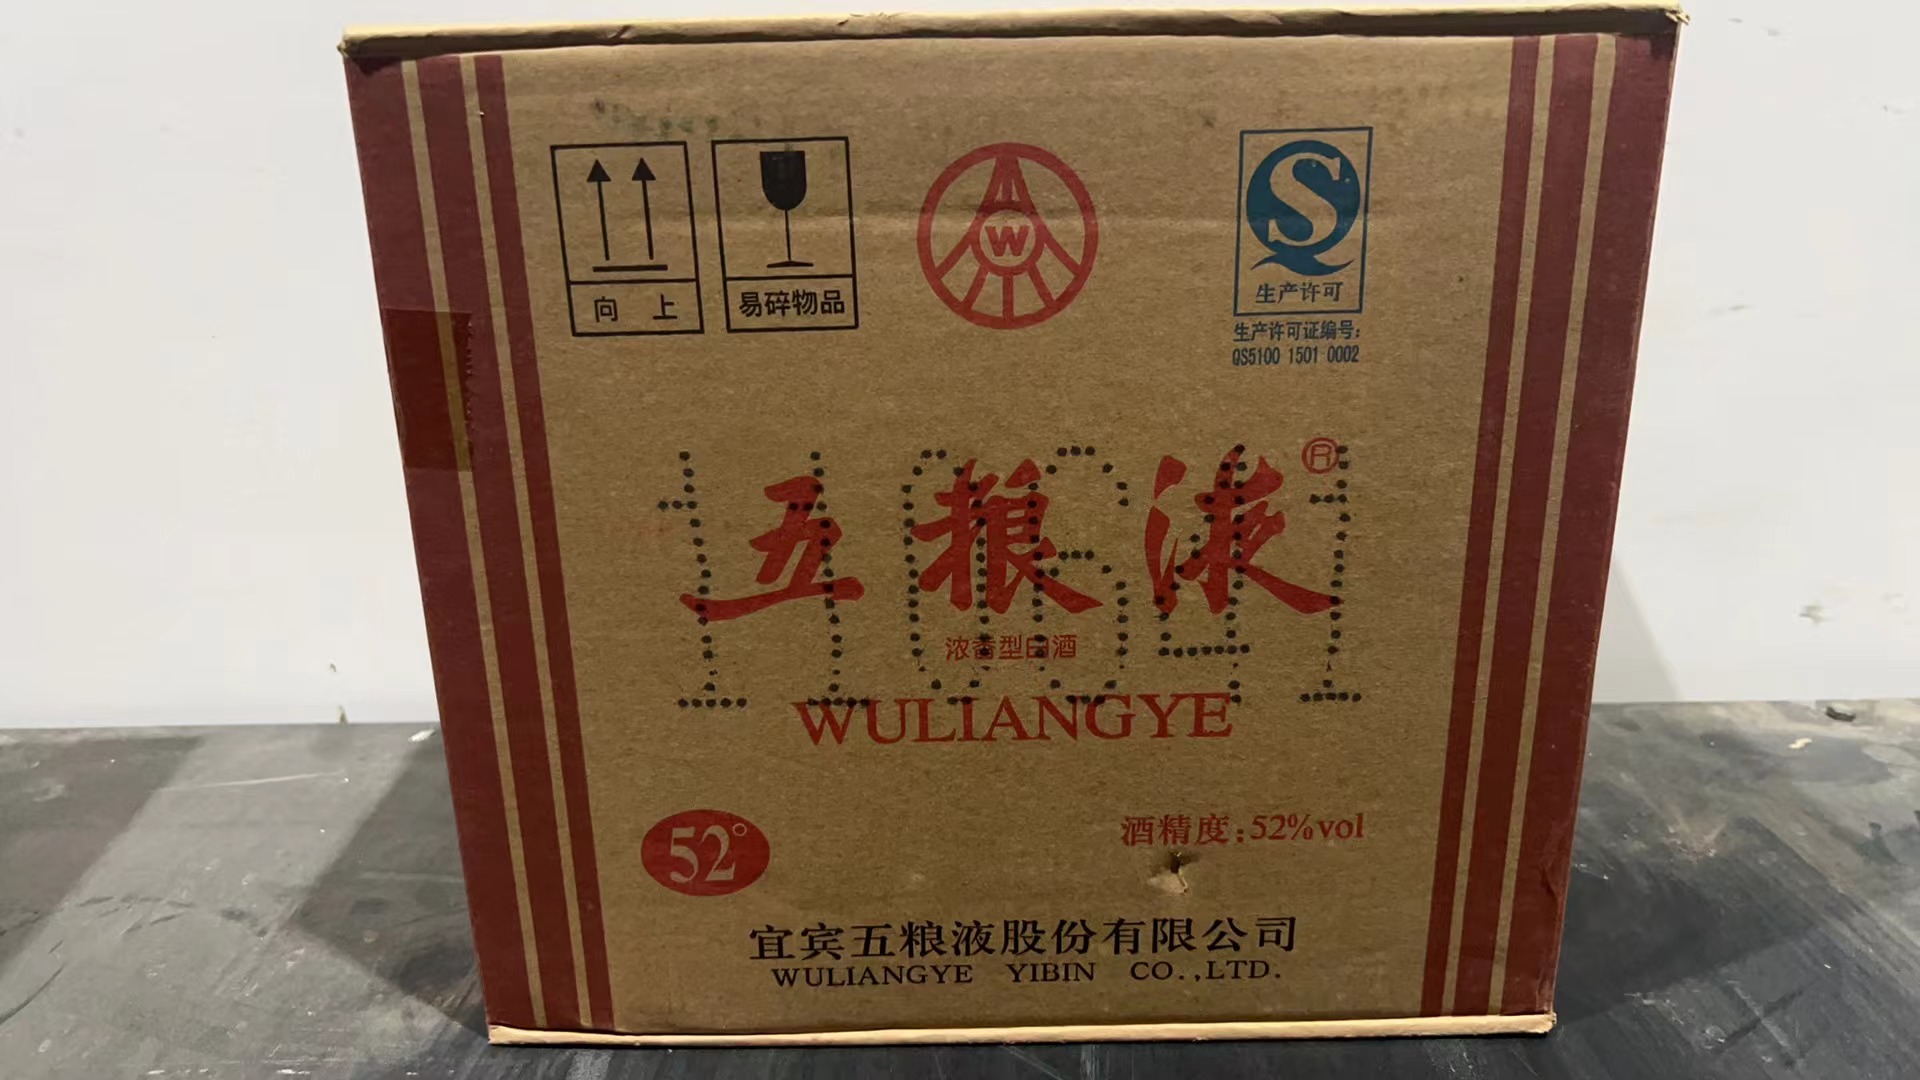 向 上
易碎物品
W
QS
生产许可
生产许可证编号:
QS5100 1501 0002
五粮液®
110641
浓香型白酒
WULIANGYE
52°
酒精度:52%vol
宜宾五粮液股份有限公司
WULIANGYE YIBIN CO.,LTD.